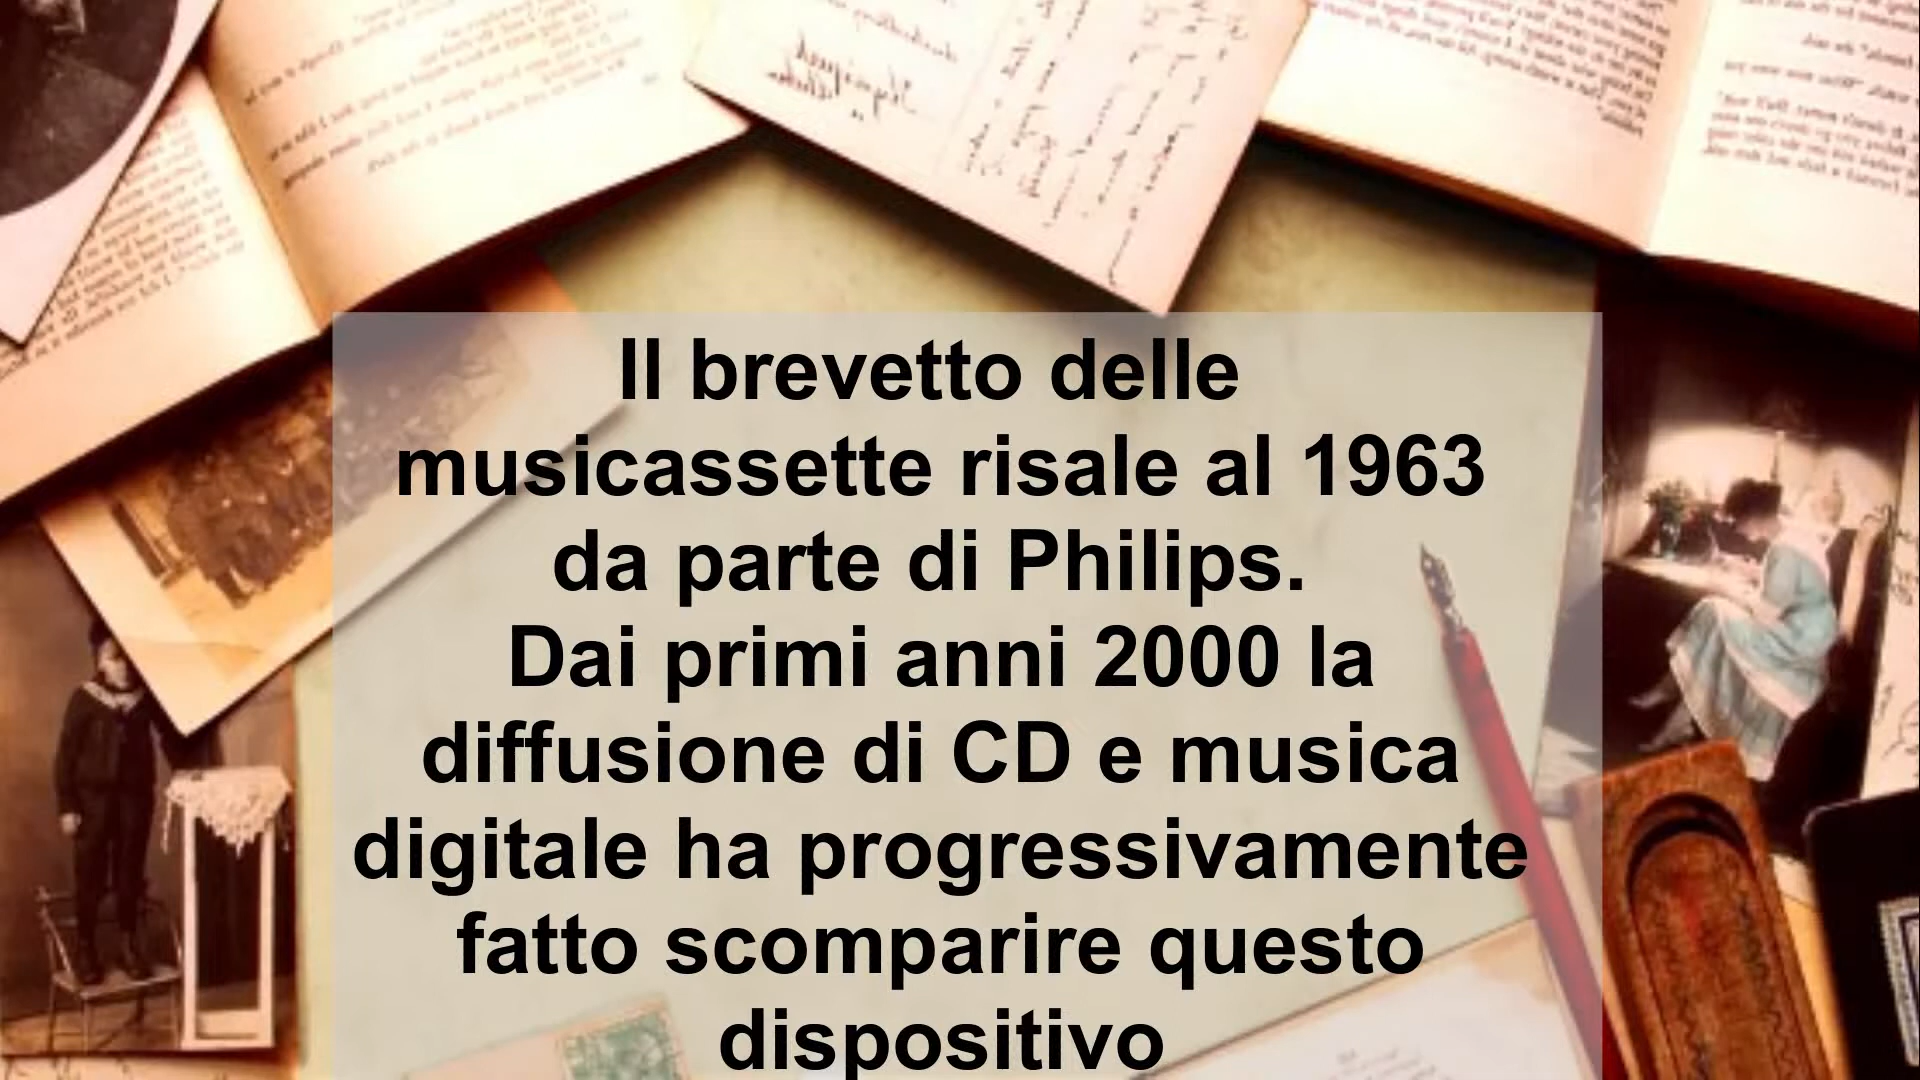 Il brevetto delle
musicassette risale al 1963
da parte di Philips.
Dai primi anni 2000 la
diffusione di CD e musica
digitale ha progressivamente
fatto scomparire questo
dispositivo